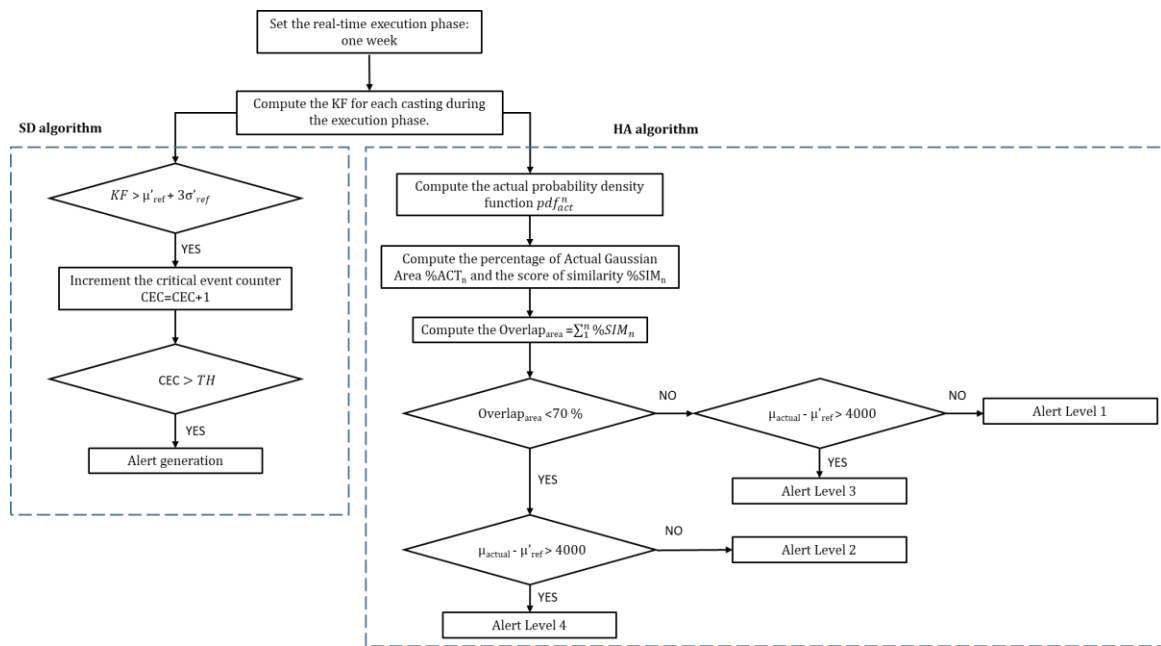 Set the real-time execution phase:
one week
Compute the KF for each casting during
the execution phase.
SD algorithm
HA algorithm
KF > μ'ref + 3σ'ref
YES
Increment the critical event counter
CEC=CEC+1
CEC > TH
YES
Alert generation
Compute the actual probability density
function pdf^n_act
Compute the percentage of Actual Gaussian
Area %ACTn and the score of similarity %SIMn
Compute the Overlaparea =∑^n_1 %SIMn
Overlaparea <70 %
NO
μactual - μ'ref > 4000
NO
Alert Level 1
YES
Alert Level 3
YES
μactual - μ'ref > 4000
NO
Alert Level 2
YES
Alert Level 4